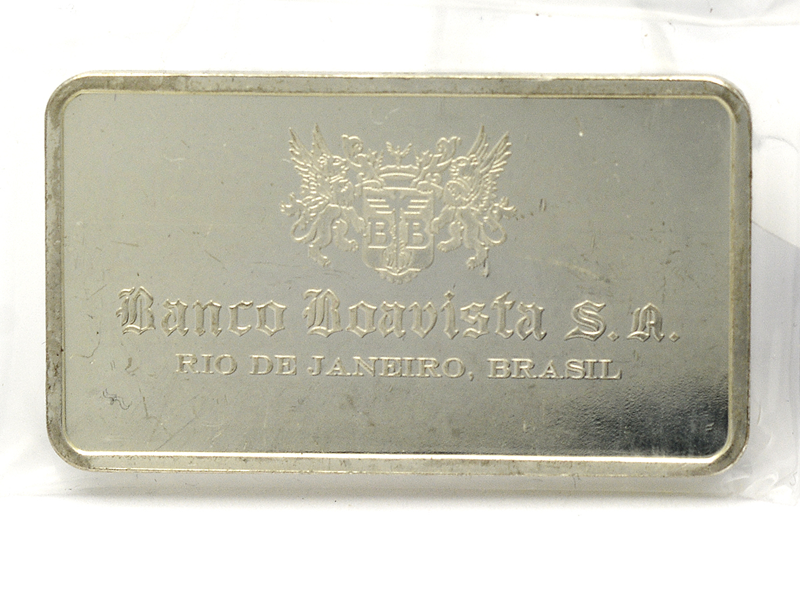 B B
Banco Boavista S.A.
RIO DE JANEIRO, BRASIL